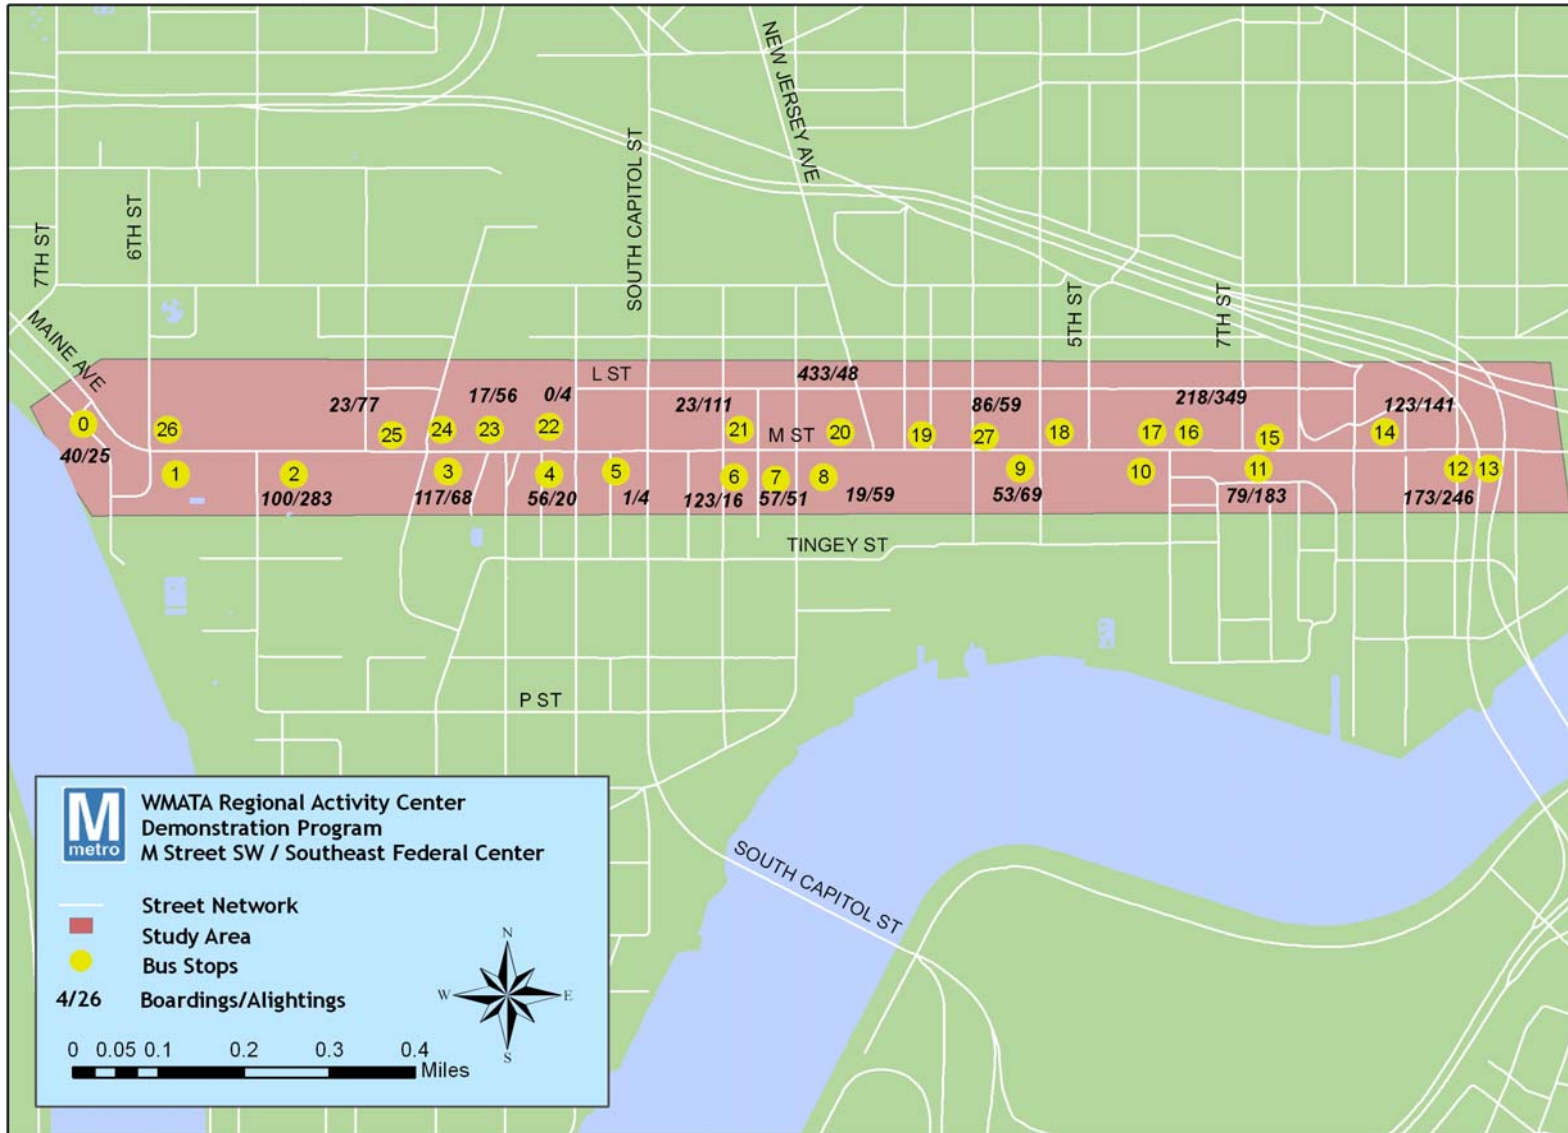 NEW JERSEY AVE
SOUTH CAPITOL ST
6TH ST
7TH ST
5TH ST
7TH ST
MAINE AVE
L ST
433/48
23/77
17/56
0/4
23/111
86/59
218/349
123/141
0
26
25
24
23
22
21
M ST
20
19
27
18
17
16
15
14
40/25
1
2
3
4
5
6
7
8
9
10
11
12
13
100/283
117/68
56/20
1/4
123/16
57/51
19/59
53/69
79/183
173/246
TINGEY ST
P ST
SOUTH CAPITOL ST
M
metro
WMATA Regional Activity Center
Demonstration Program
M Street SW / Southeast Federal Center
Street Network
Study Area
Bus Stops
4/26 Boardings/Alightings
N
W
E
S
0 0.05 0.1 0.2 0.3 0.4
Miles